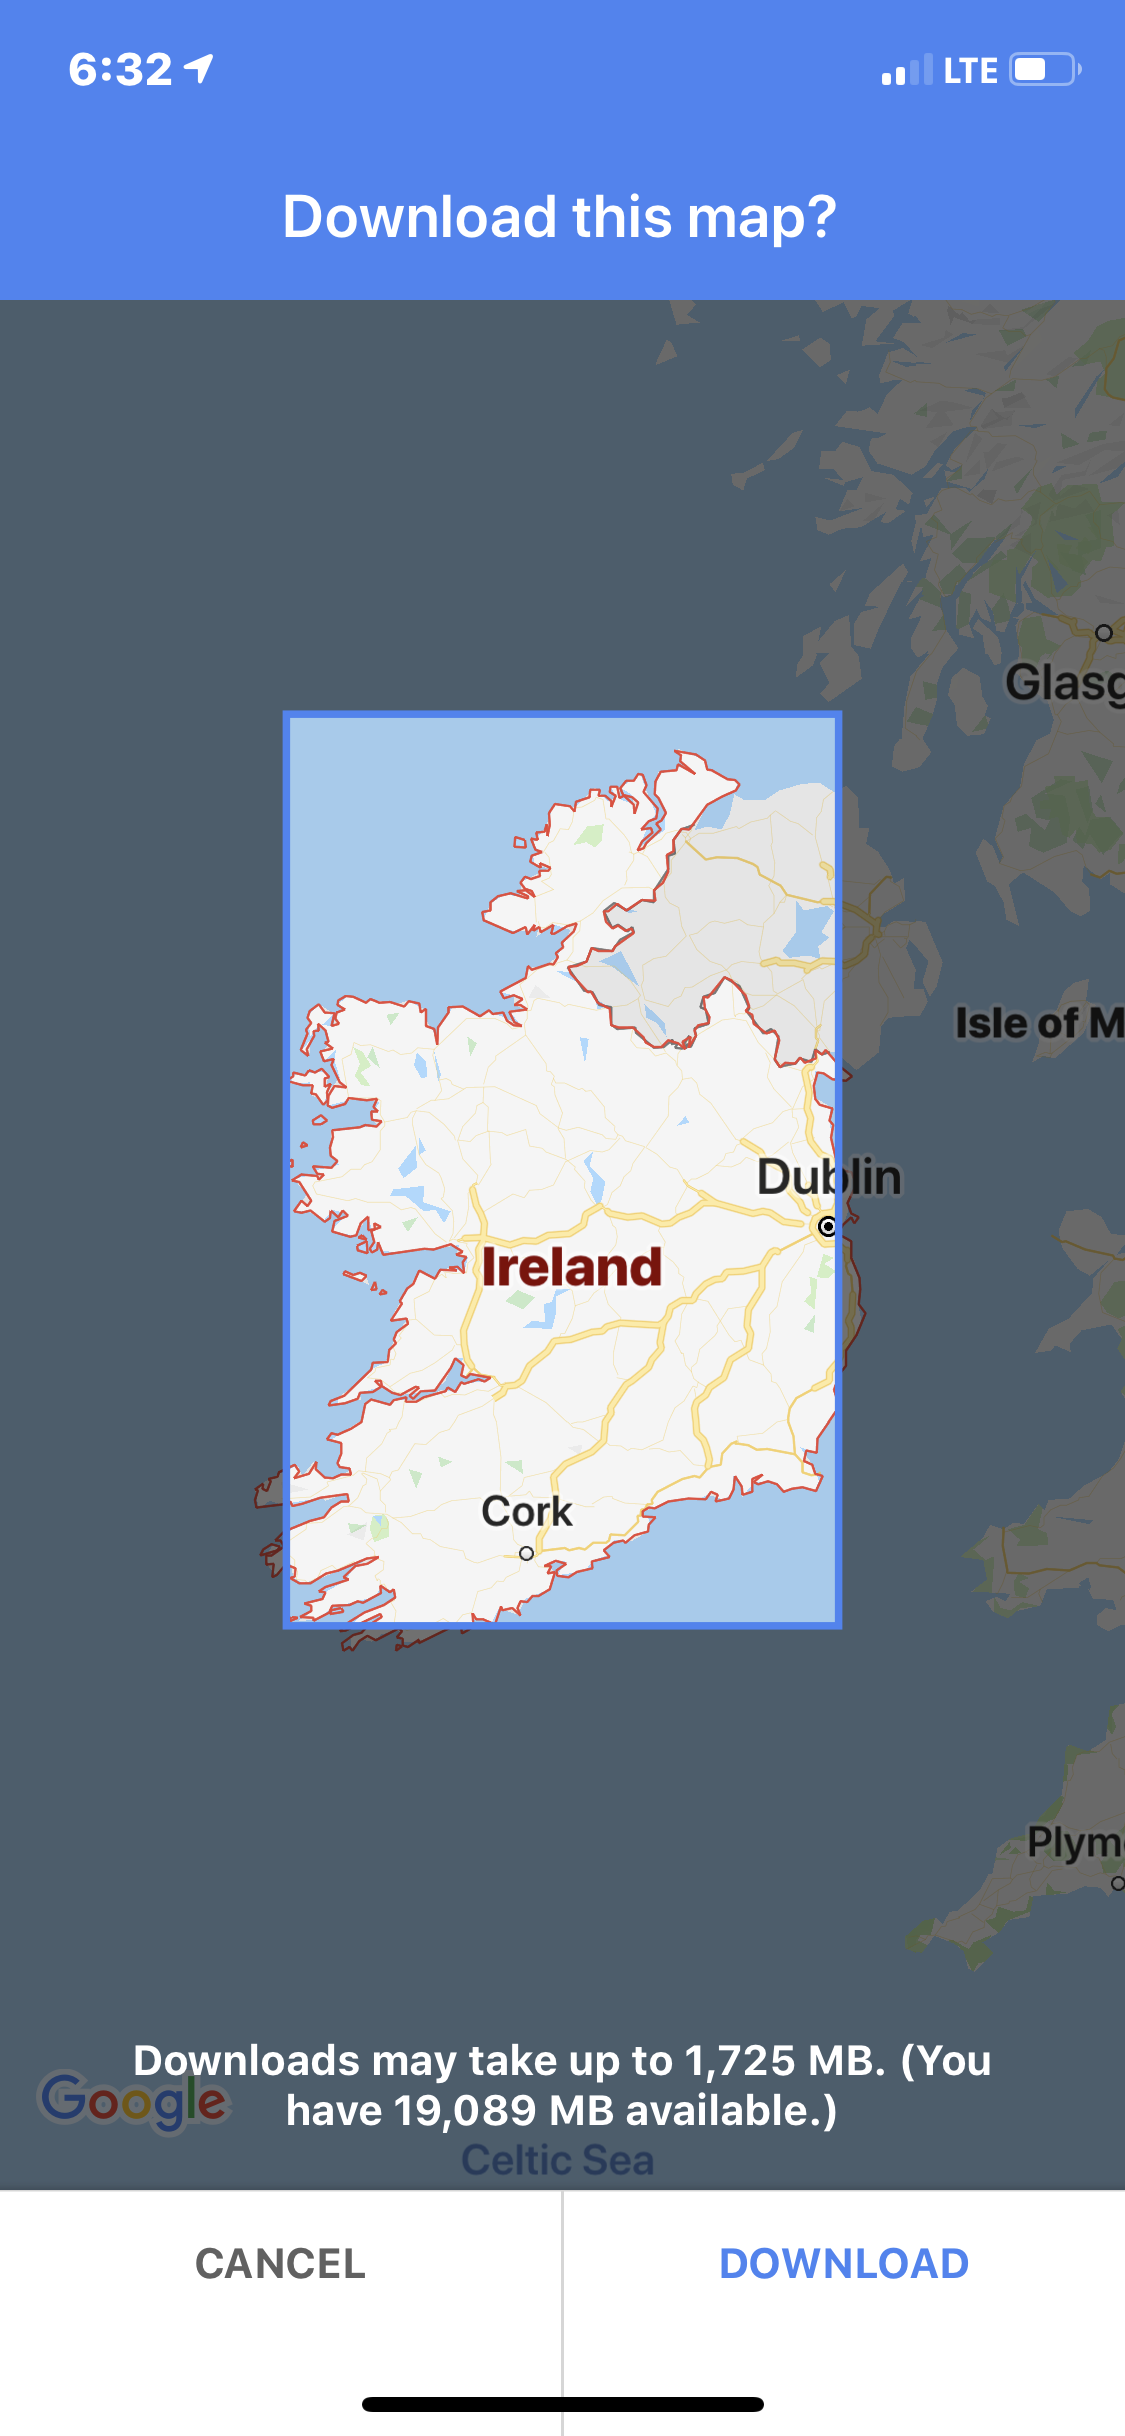 6:32
LTE
Download this map?
Glasg
Isle of M
Dublin
Ireland
Cork
Plym
Downloads may take up to 1,725 MB. (You
have 19,089 MB available.)
Google
Celtic Sea
CANCEL
DOWNLOAD